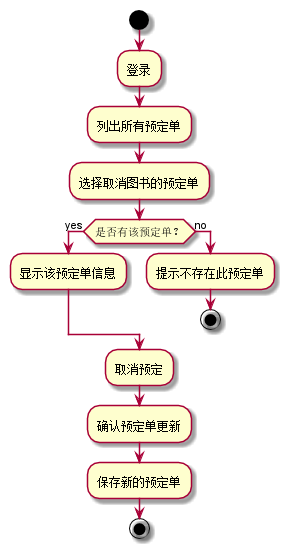 登录
列出所有预定单
选择取消图书的预定单
是否有该预定单？
yes
no
显示该预定单信息
提示不存在此预定单
取消预定
确认预定单更新
保存新的预定单